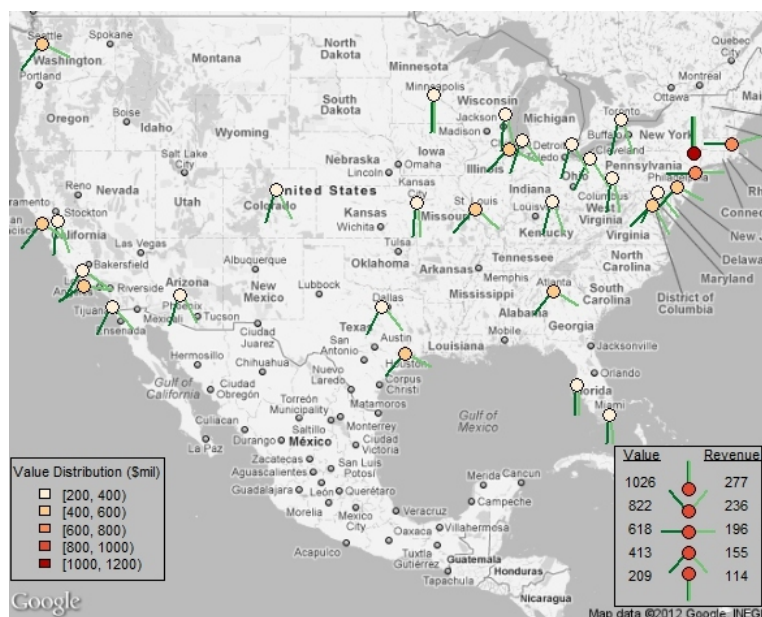 Seattle
Spokane
Washington
Portland
Montana
North
Dakota
Minnesota
Minneapolis
Quebec
City
Montreal
Ottawa
Oregon
Boise
Idaho
Wyoming
South
Dakota
Wisconsin
Jackson
Madison
Michigan
Toronto
Buffalo
New York
Detroit
Cleveland
Toledo
Salt Lake
City
Nebraska
Lincoln
Omaha
Iowa
Illinois
Pennsylvania
Reno
Nevada
Stockton
Utah
Colorado
United States
Kansas
City
Kansas
Wichita
Missouri
St Louis
Indiana
Louisville
Kentucky
Ohio
Columbus
West
Virginia
Virginia
Las Vegas
Bakersfield
Riverside
Albuquerque
Tulsa
Oklahoma
Arkansas
Memphis
Tennessee
North
Carolina
Delaware
Maryland
District of
Columbia
Arizona
Phoenix
Tucson
New
Mexico
Lubbock
Dallas
Texas
Mississippi
Alabama
Atlanta
South
Carolina
Georgia
Tijuana
Mexicali
Ensenada
Ciudad
Juarez
San
Antonio
Austin
Houston
Louisiana
Mobile
Jacksonville
Hermosillo
Chihuahua
Nuevo
Laredo
Corpus
Christi
Orlando
Florida
Miami
Gulf of
California
Ciudad
Obregón
Torreón
Municipality
Matamoros
Monterrey
Gulf of
Mexico
Culiacan
La Paz
Durango
Saltillo
México
Ciudad
Victoria
Zacatecas
Aguascalientes
San Luis
Potosí
Guadalajara
León
Querétaro
Morelia
Mexico
City
Veracruz
Merida
Cancun
Campeche
Villahermosa
Oaxaca
Acapulco
Tuxtla
Gutiérrez
Tapachula
Guatemala
Honduras
Nicaragua
Value Distribution ($mil)
[200, 400)
[400, 600)
[600, 800)
[800, 1000)
[1000, 1200)
Value Revenue
1026 277
822 236
618 196
413 155
209 114
Google
Map data ©2012 Google, INEGI